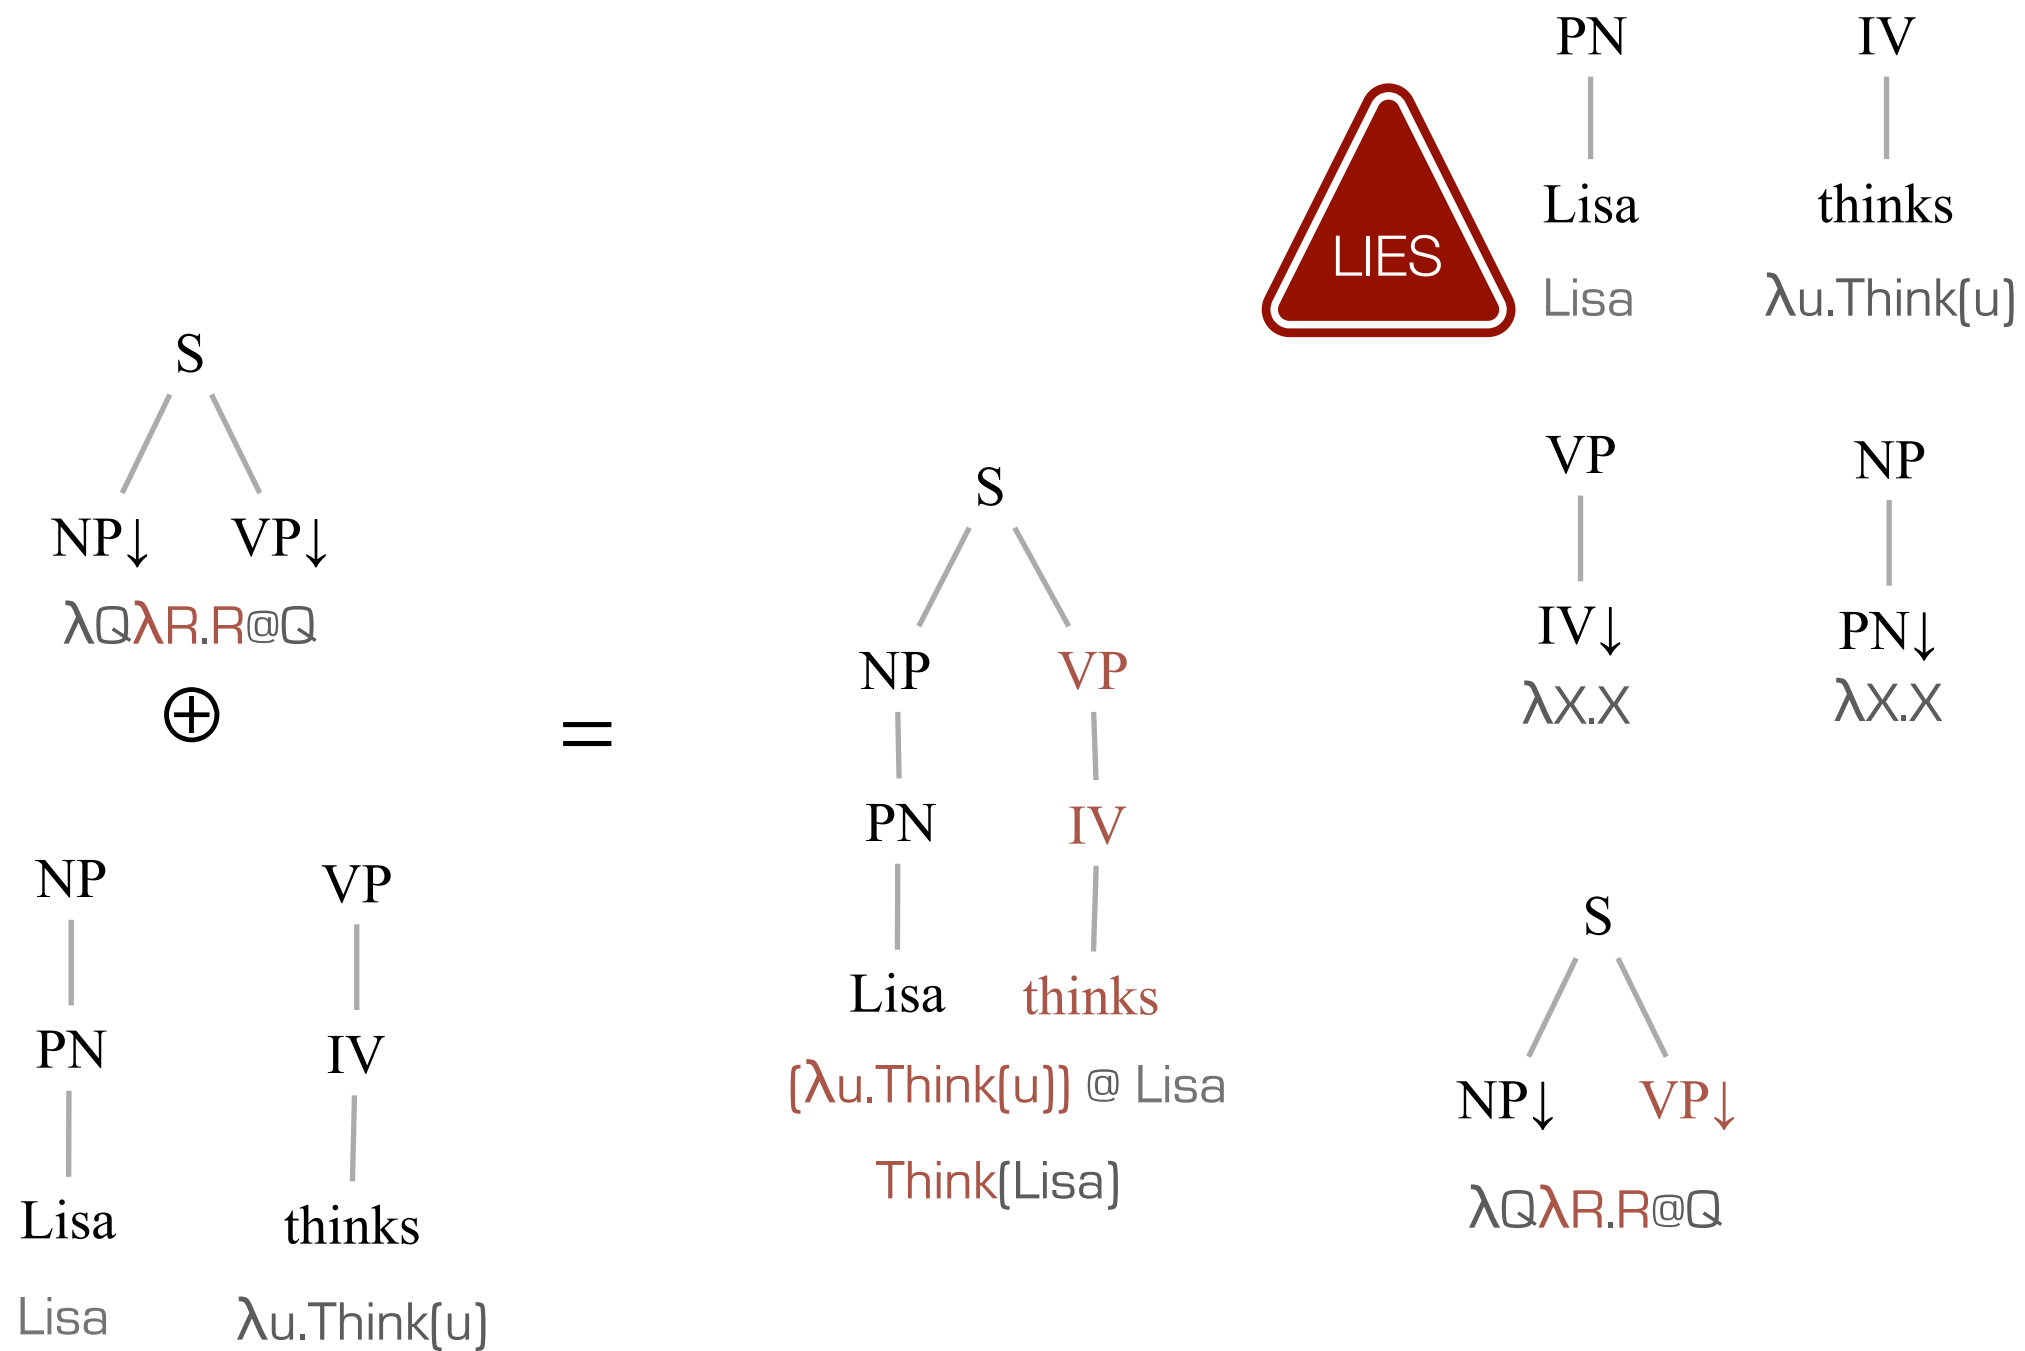 PN IV
Lisa thinks
LIES
Lisa λu.Think(u)
S
NP↓ VP↓
λQλR.R@Q
⊕
NP VP
PN IV
Lisa thinks
Lisa λu.Think(u)
=
S
NP VP
PN IV
Lisa thinks
(λu.Think(u)) @ Lisa
Think(Lisa)
VP NP
IV↓ PN↓
λX.X λX.X
S
NP↓ VP↓
λQλR.R@Q